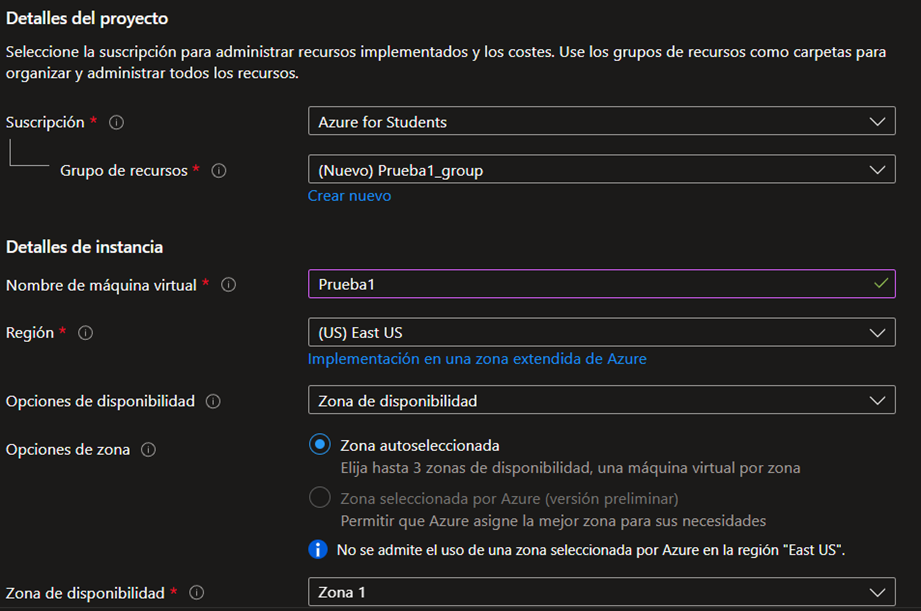 Detalles del proyecto
Seleccione la suscripción para administrar recursos implementados y los costes. Use los grupos de recursos como carpetas para
organizar y administrar todos los recursos.
Suscripción *
Azure for Students
Grupo de recursos *
(Nuevo) Prueba1_group
Crear nuevo
Detalles de instancia
Nombre de máquina virtual *
Prueba1
Región *
(US) East US
Implementación en una zona extendida de Azure
Opciones de disponibilidad
Zona de disponibilidad
Opciones de zona
Zona autoseleccionada
Elija hasta 3 zonas de disponibilidad, una máquina virtual por zona
Zona seleccionada por Azure (versión preliminar)
Permitir que Azure asigne la mejor zona para sus necesidades
No se admite el uso de una zona seleccionada por Azure en la región "East US".
Zona de disponibilidad *
Zona 1